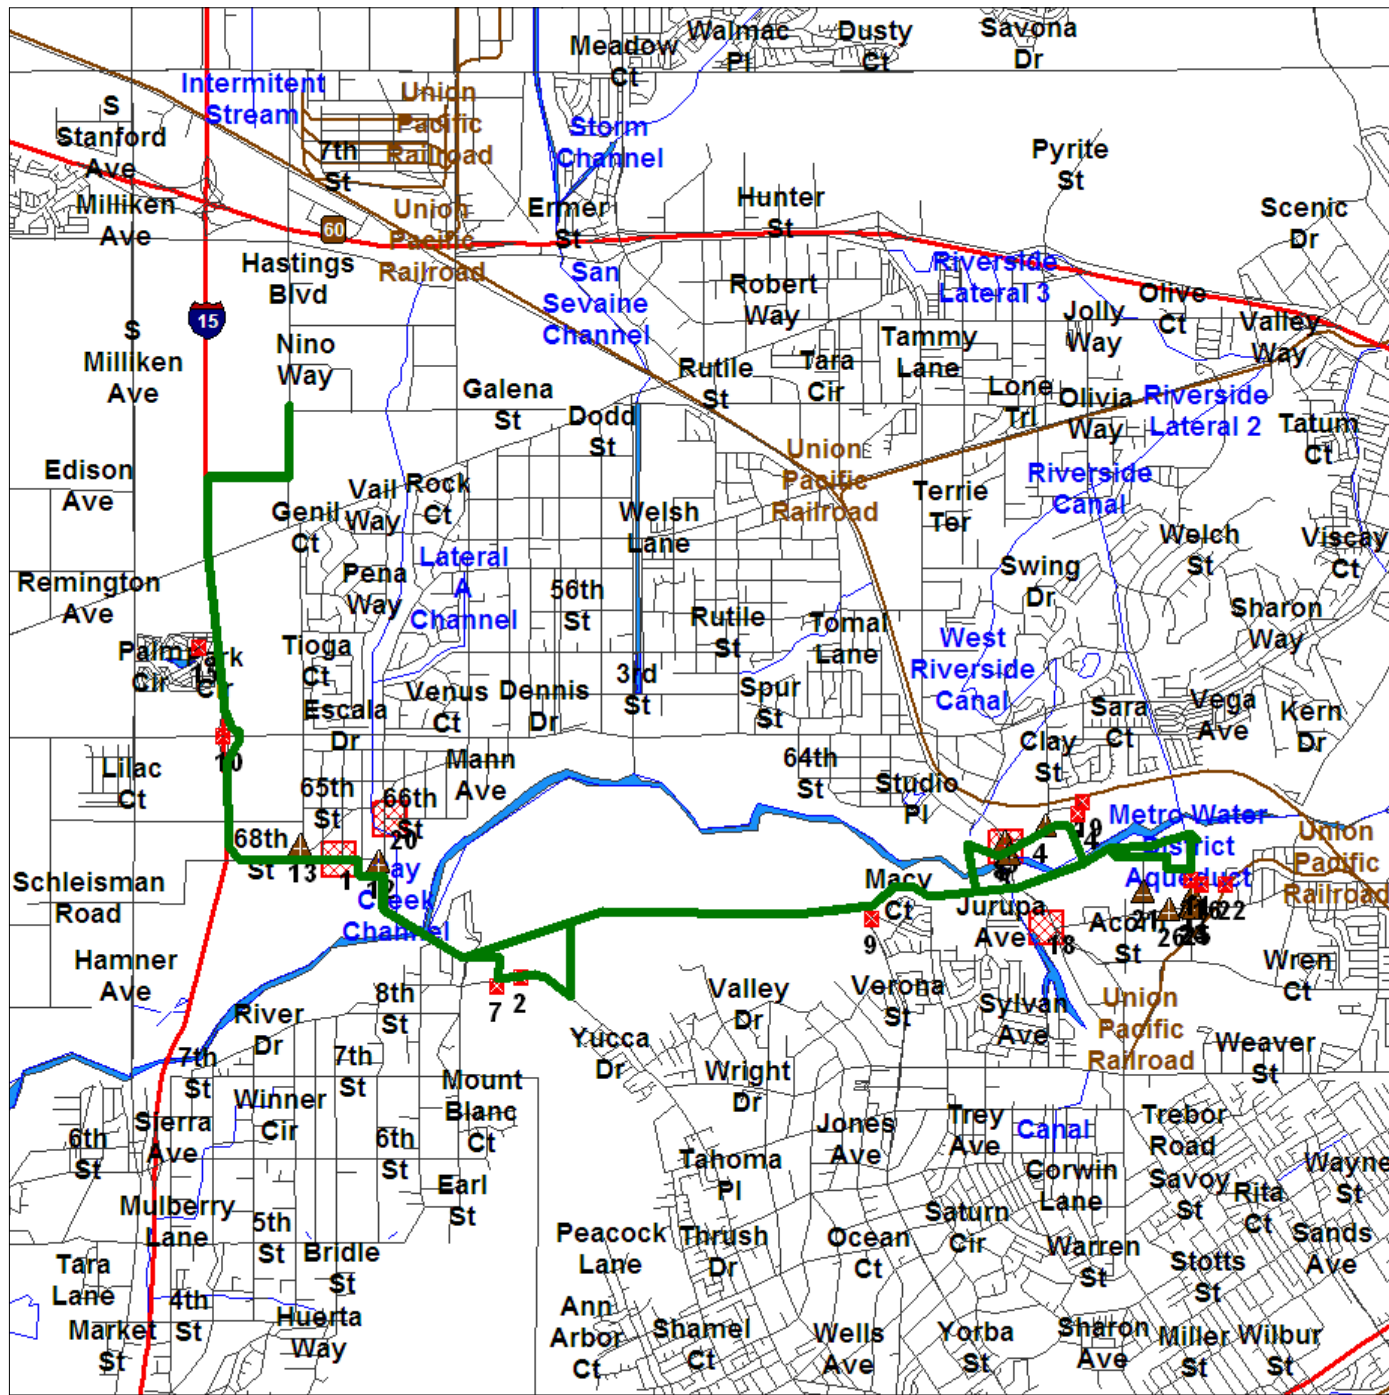 Meadow
Ct
Walmac
Pl
Dusty
Ct
Savona
Dr
Intermitent
Stream
Union
Pacific
Railroad
S
Stanford
Ave
7th
St
Storm
Channel
Pyrite
St
Milliken
Ave
Union
Pacific
Railroad
60
Ermer
St
Hunter
St
Scenic
Dr
Hastings
Blvd
San
Sevaine
Channel
Robert
Way
Riverside
Lateral 3
Olive
Ct
Jolly
Way
Valley
Way
15
S
Milliken
Ave
Nino
Way
Galena
St
Dodd
St
Rutile
St
Tara
Cir
Tammy
Lane
Lone
Trl
Olivia
Way
Riverside
Lateral 2
Tatum
Ct
Edison
Ave
Genil
Ct
Vail
Way
Rock
Ct
Welsh
Lane
Union
Pacific
Railroad
Terrie
Ter
Riverside
Canal
Welch
St
Viscay
Ct
Remington
Ave
Pena
Way
Lateral
A
Channel
56th
St
Rutile
St
Tomal
Lane
Swing
Dr
Sharon
Way
Palm
Cir
Park
Cir
Tioga
Ct
Escala
Dr
Venus
Ct
Dennis
Dr
3rd
St
Spur
St
West
Riverside
Canal
Sara
Ct
Vega
Ave
Kern
Dr
10
Lilac
Ct
65th
St
Mann
Ave
64th
St
Studio
Pl
Clay
St
66th
St
20
68th
St
13
1
12
4
19
4
Metro Water
District
Aqueduct
Union
Pacific
Railroad
Schleisman
Road
Day
Creek
Channel
Macy
Ct
9
Jurupa
Ave
18
Acorn
St
21
26
22
Hamner
Ave
7
2
8th
St
River
Dr
Valley
Dr
Verona
St
Sylvan
Ave
Union
Pacific
Railroad
Wren
Ct
7th
St
7th
St
Yucca
Dr
Wright
Dr
Weaver
St
Mount
Blanc
Ct
Winner
Cir
Sierra
Ave
6th
St
6th
St
Jones
Ave
Trey
Ave
Canal
Trebor
Road
Tahoma
Pl
Corwin
Lane
Savoy
St
Rita
Ct
Wayne
St
Earl
St
Mulberry
Lane
5th
St
Bridle
St
Peacock
Lane
Thrush
Dr
Ocean
Ct
Saturn
Cir
Warren
St
Stotts
St
Sands
Ave
Tara
Lane
4th
St
Market
St
Huerta
Way
Ann
Arbor
Ct
Shamel
Ct
Wells
Ave
Yorba
St
Sharon
Ave
Miller
St
Wilbur
St